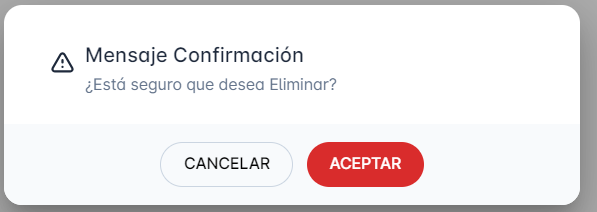 Mensaje Confirmación
¿Está seguro que desea Eliminar?
CANCELAR
ACEPTAR